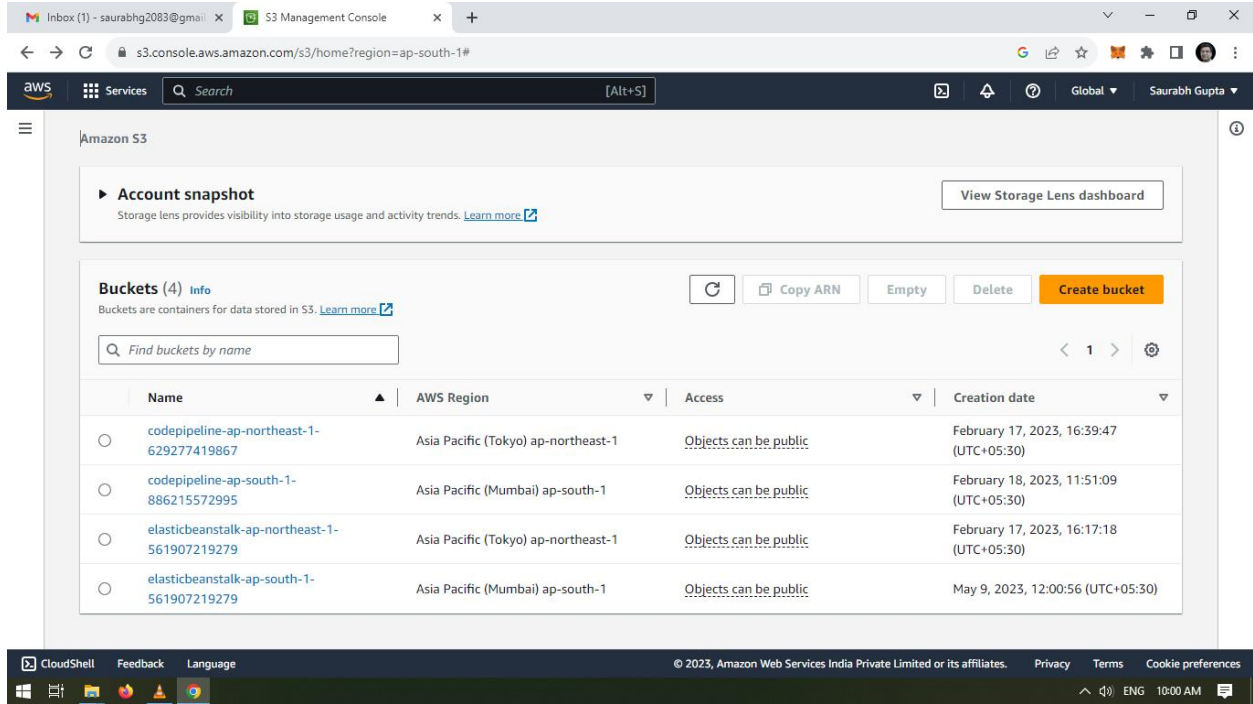 Inbox (1) - saurabhg2083@gmail
S3 Management Console
s3.console.aws.amazon.com/s3/home?region=ap-south-1#
aws
Services
Search
[Alt+S]
Global
Saurabh Gupta
Amazon S3
Account snapshot
View Storage Lens dashboard
Storage lens provides visibility into storage usage and activity trends. Learn more
Buckets (4) Info
Copy ARN
Empty
Delete
Create bucket
Buckets are containers for data stored in S3. Learn more
Find buckets by name
1
Name
AWS Region
Access
Creation date
codepipeline-ap-northeast-1-
629277419867
Asia Pacific (Tokyo) ap-northeast-1
Objects can be public
February 17, 2023, 16:39:47
(UTC+05:30)
codepipeline-ap-south-1-
886215572995
Asia Pacific (Mumbai) ap-south-1
Objects can be public
February 18, 2023, 11:51:09
(UTC+05:30)
elasticbeanstalk-ap-northeast-1-
561907219279
Asia Pacific (Tokyo) ap-northeast-1
Objects can be public
February 17, 2023, 16:17:18
(UTC+05:30)
elasticbeanstalk-ap-south-1-
561907219279
Asia Pacific (Mumbai) ap-south-1
Objects can be public
May 9, 2023, 12:00:56 (UTC+05:30)
CloudShell
Feedback
Language
© 2023, Amazon Web Services India Private Limited or its affiliates.
Privacy
Terms
Cookie preferences
ENG
10:00 AM